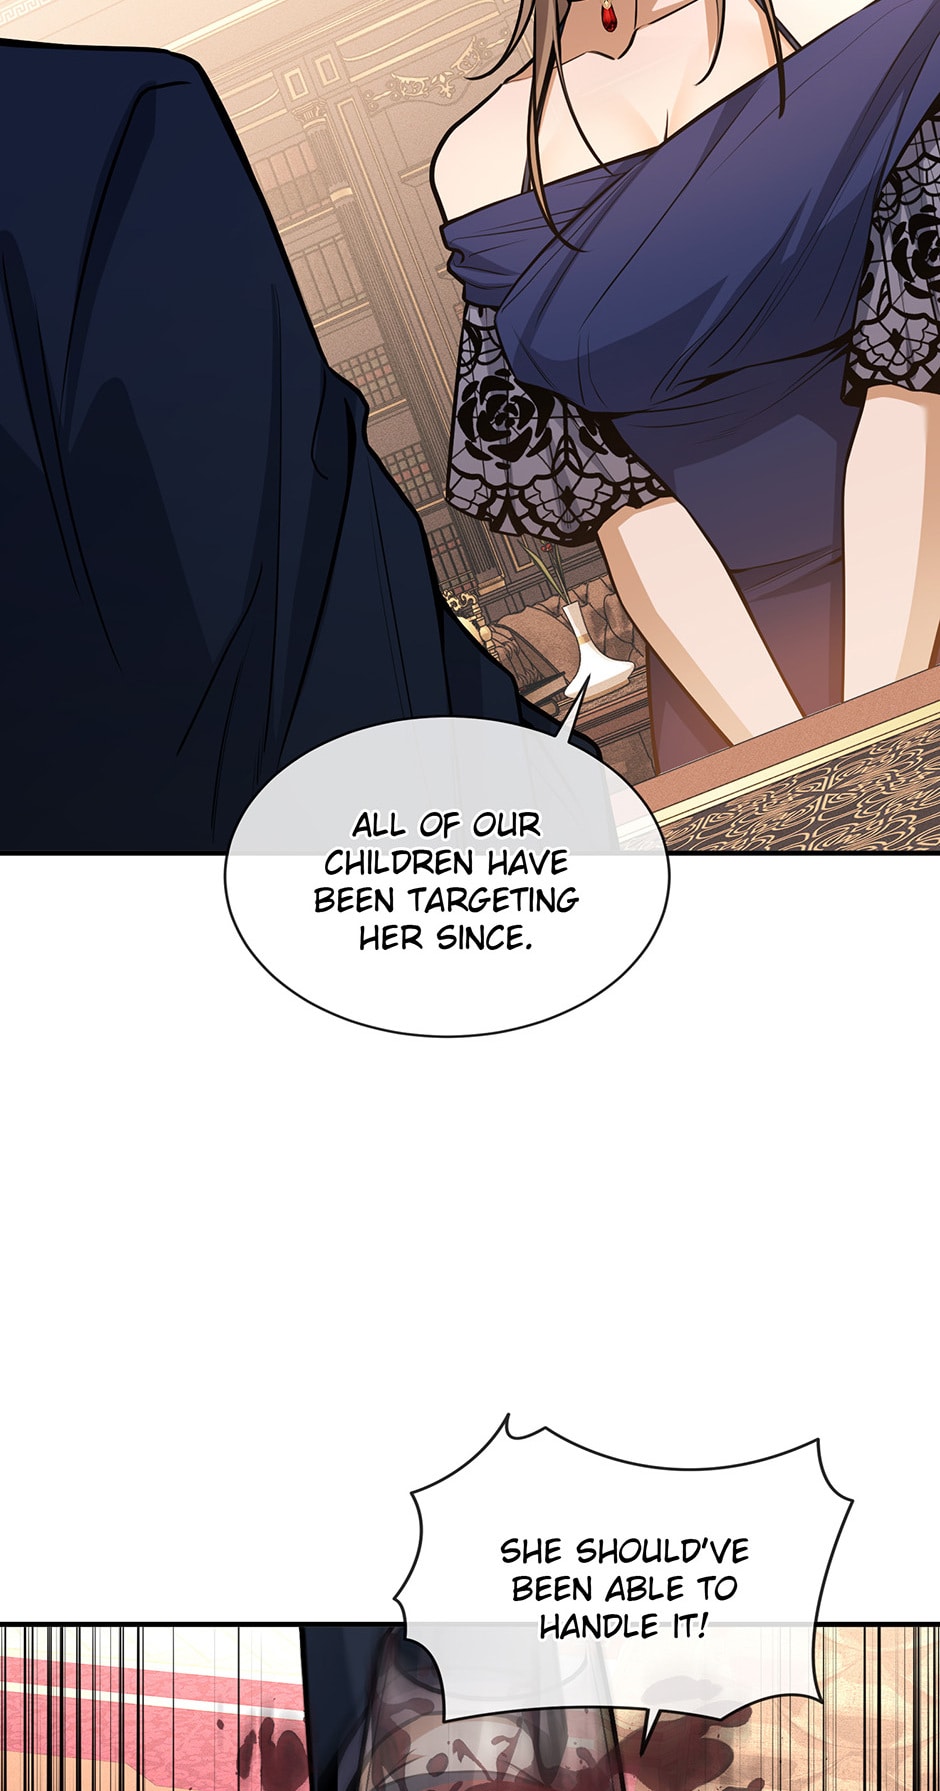 ALL OF OUR
CHILDREN HAVE
BEEN TARGETING
HER SINCE.
SHE SHOULD'VE
BEEN ABLE TO
HANDLE IT!